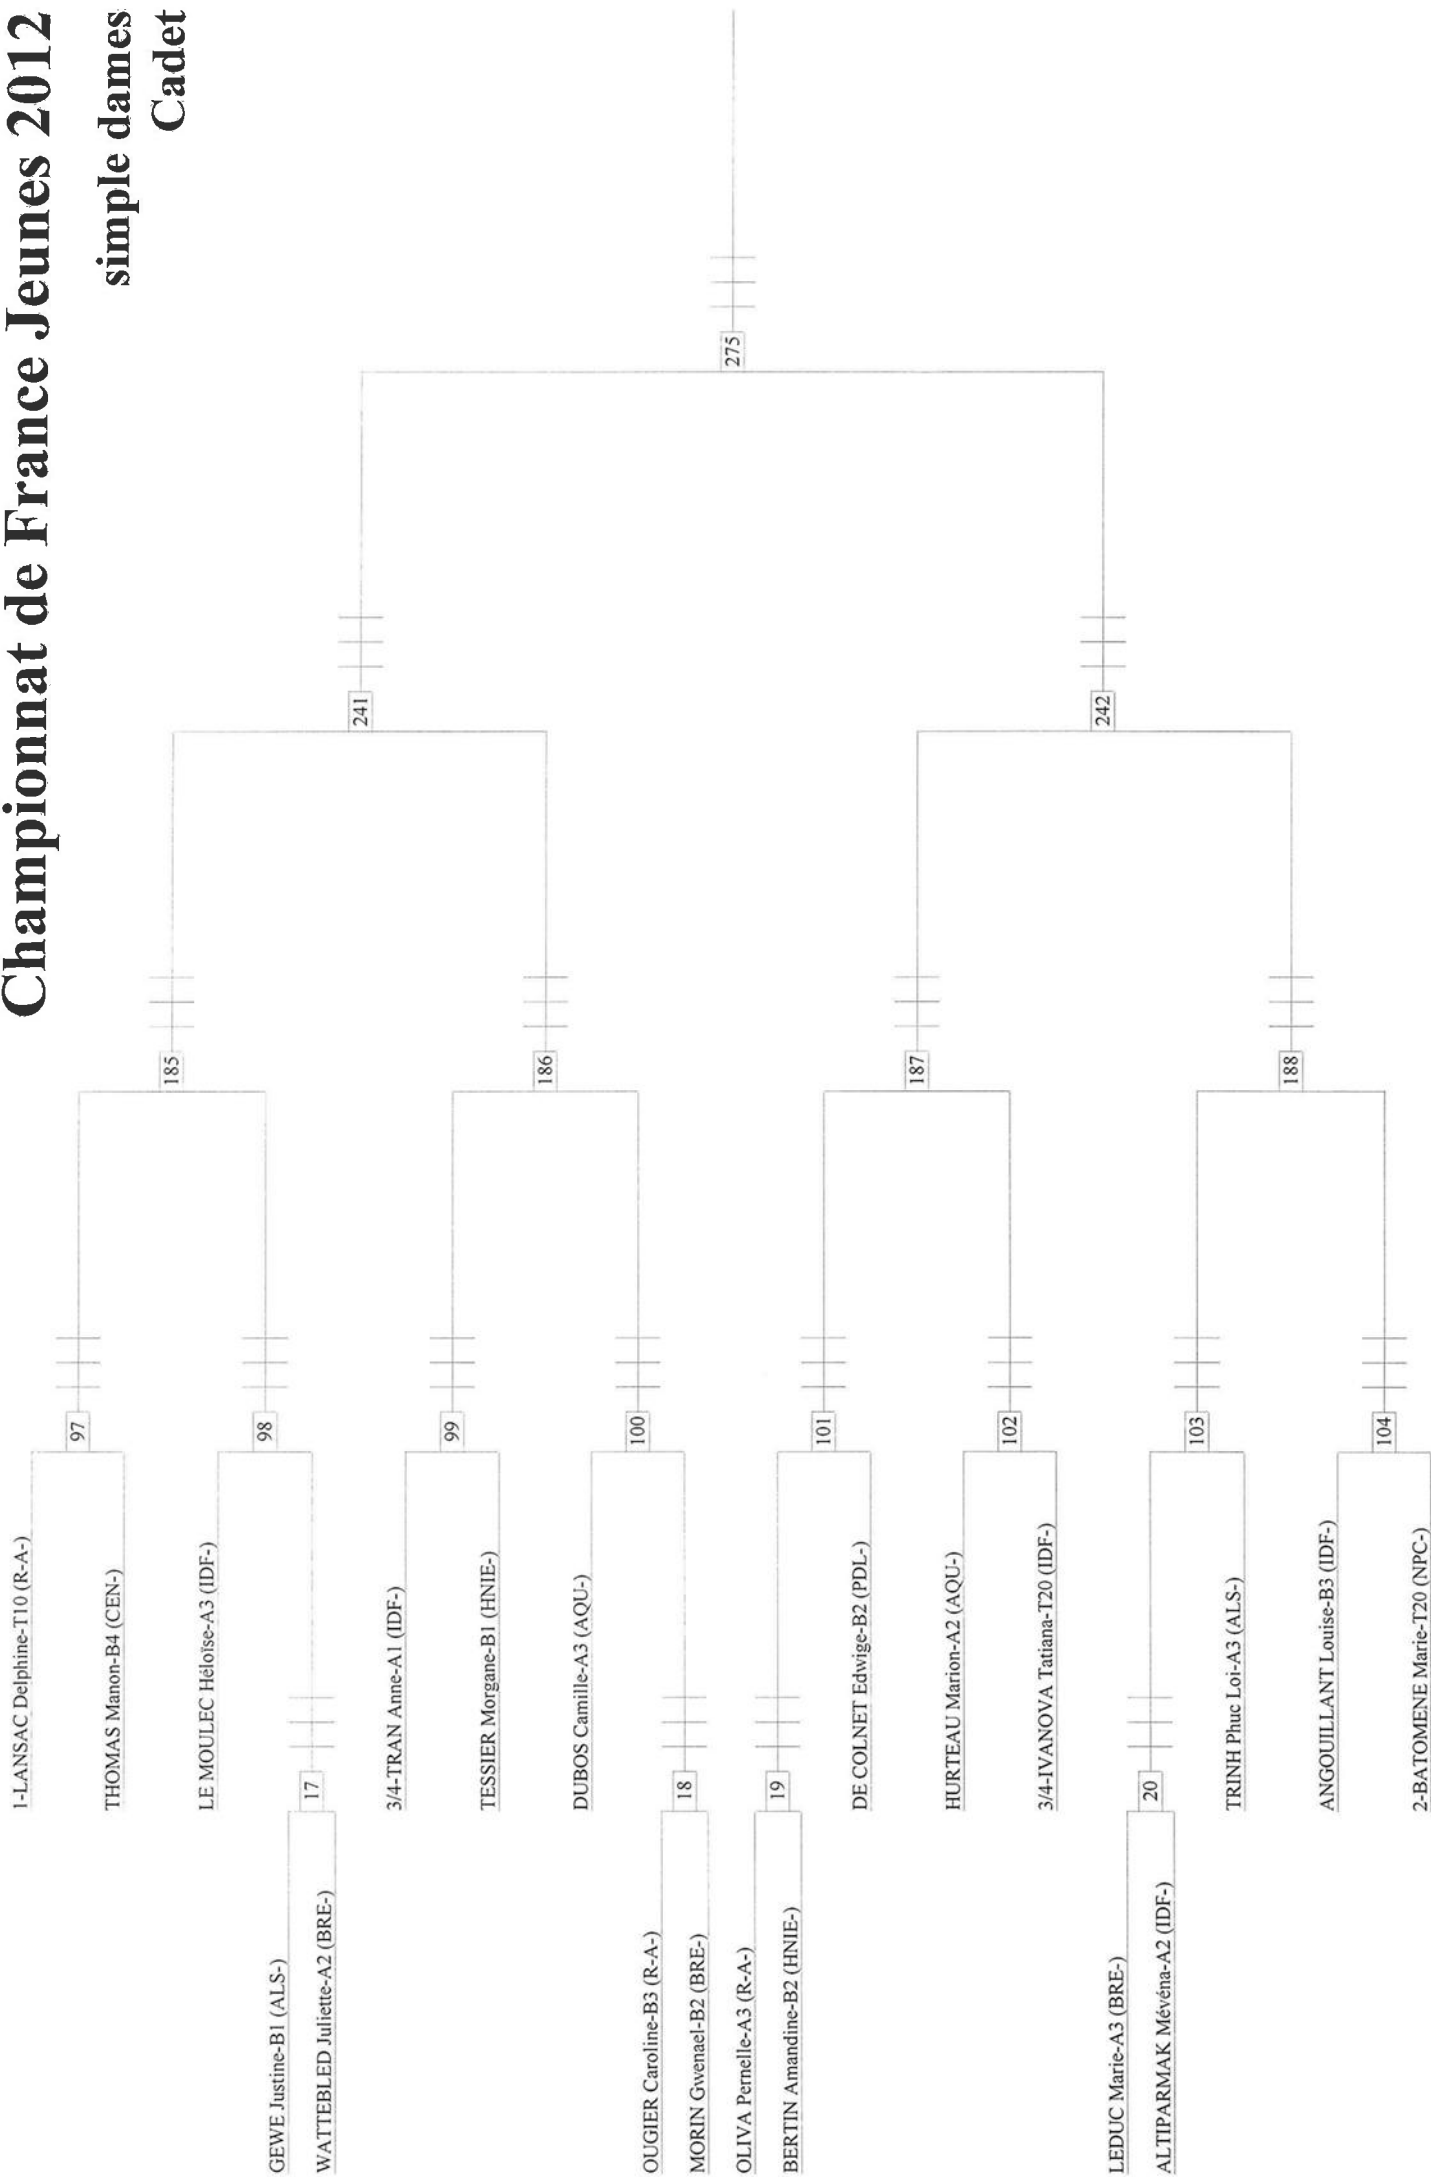 Championnat de France Jeunes 2012
simple dames
Cadet
1-LANSAC Delphine-T10 (R-A-)
THOMAS Manon-B4 (CEN-)
LE MOULEC Héloïse-A3 (IDF-)
GEWE Justine-B1 (ALS-)
WATTEBLED Juliette-A2 (BRE-)
3/4-TRAN Anne-A1 (IDF-)
TESSIER Morgane-B1 (HNIE-)
DUBOS Camille-A3 (AQU-)
OUGIER Caroline-B3 (R-A-)
MORIN Gwenael-B2 (BRE-)
OLIVA Pernelle-A3 (R-A-)
BERTIN Amandine-B2 (HNIE-)
DE COLNET Edwige-B2 (PDL-)
HURTEAU Marion-A2 (AQU-)
3/4-IVANOVA Tatiana-T20 (IDF-)
LEDUC Marie-A3 (BRE-)
ALTIPARMAK Mévéna-A2 (IDF-)
TRINH Phuc Loi-A3 (ALS-)
ANGOUILLANT Louise-B3 (IDF-)
2-BATOMENE Marie-T20 (NPC-)
17
18
19
20
97
98
99
100
101
102
103
104
185
186
187
188
241
242
275